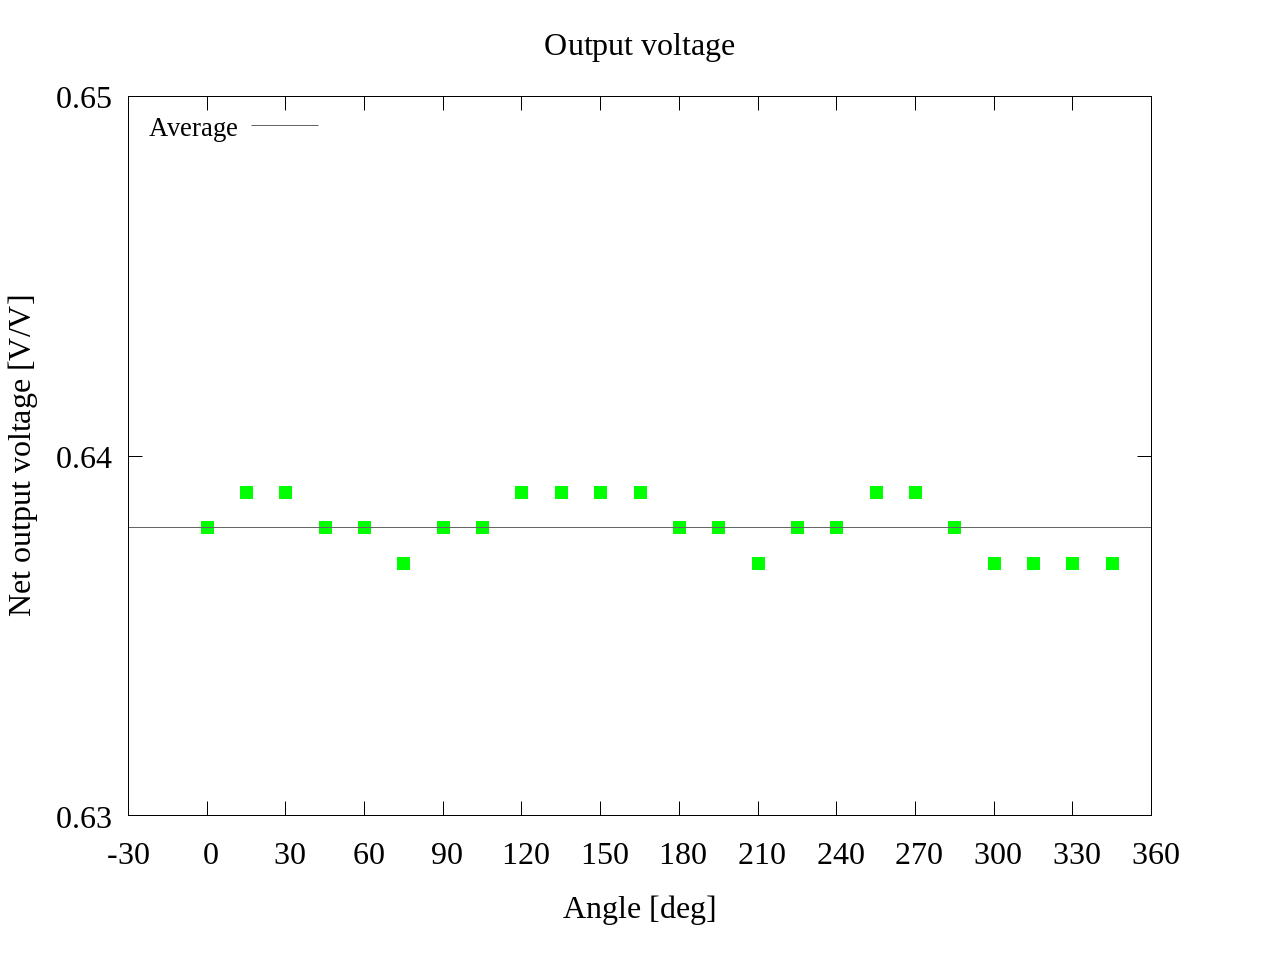 Output voltage
0.65
Average
0.64
0.63
Net output voltage [V/V]
-30 0 30 60 90 120 150 180 210 240 270 300 330 360
Angle [deg]